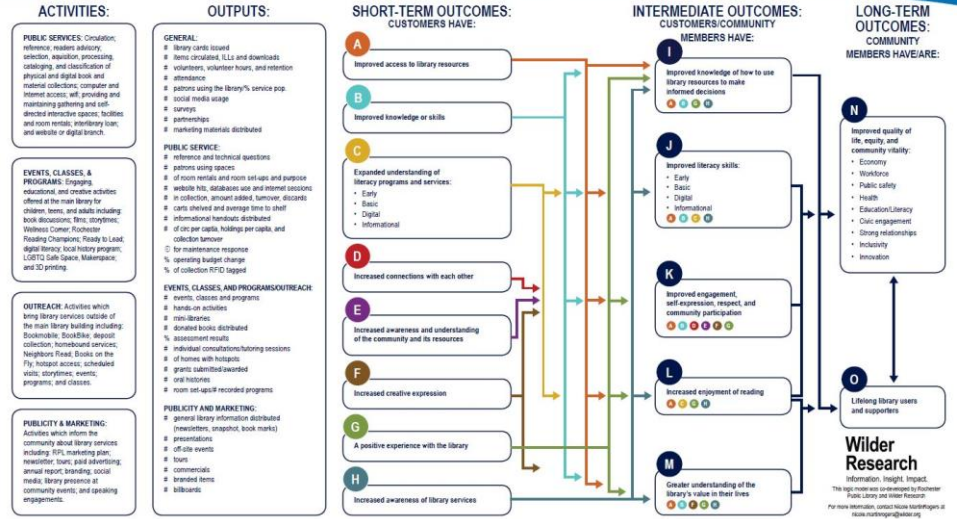 ACTIVITIES:
PUBLIC SERVICES: Circulation;
reference; readers advisory;
selection, aquisition, processing,
cataloging, and classification of
physical and digital book and
material collections; computer and
Internet access; wifi; providing and
maintaining gathering and self-
directed interactive spaces; facilities
and room rentals; interlibrary loan;
and website or digital branch.
EVENTS, CLASSES, &
PROGRAMS: Engaging,
educational, and creative activities
offered at the main library for
children, teens, and adults including:
book discussions; films; storytimes;
Wellness Corner; Rochester
Reading Champions; Ready to Lead;
digital literacy; local history program;
LGBTQ Safe Space, Makerspace;
and 3D printing.
OUTREACH: Activities which
bring library services outside of
the main library building including:
Bookmobile; BookBike; deposit
collection; homebound services;
Neighbors Read; Books on the
Fly; hotspot access; scheduled
visits; storytimes; events;
programs; and classes.
PUBLICITY & MARKETING:
Activities which inform the
community about library services
including: RPL marketing plan;
newsletter; tours; paid advertising;
annual report; branding; social
media; library presence at
community events; and speaking
engagements.
OUTPUTS:
GENERAL:
# library cards issued
# items circulated, ILLs and downloads
# volunteers, volunteer hours, and retention
# attendance
# patrons using the library/% service pop.
# social media usage
# surveys
# partnerships
# marketing materials distributed
PUBLIC SERVICE:
# reference and technical questions
# patrons using spaces
# of room rentals and room set-ups and purpose
# website hits, databases use and internet sessions
# in collection, amount added, turnover, discards
# carts shelved and average time to shelf
# informational handouts distributed
# of circ per capita, holdings per capita, and
collection turnover
for maintenance response
% operating budget change
% of collection RFID tagged
EVENTS, CLASSES, AND PROGRAMS/OUTREACH:
# events, classes and programs
# hands-on activities
# mini-libraries
# donated books distributed
% assessment results
# individual consultations/tutoring sessions
# of homes with hotspots
# grants submitted/awarded
# oral histories
# room set-ups/# recorded programs
PUBLICITY AND MARKETING:
# general library information distributed
(newsletters, snapshot, book marks)
# presentations
# off-site events
# tours
# commercials
# branded items
# billboards
SHORT-TERM OUTCOMES:
CUSTOMERS HAVE:
A
Improved access to library resources
B
Improved knowledge or skills
C
Expanded understanding of
literacy programs and services:
• Early
• Basic
• Digital
• Informational
D
Increased connections with each other
E
Increased awareness and understanding
of the community and its resources
F
Increased creative expression
G
A positive experience with the library
H
Increased awareness of library services
INTERMEDIATE OUTCOMES:
CUSTOMERS/COMMUNITY
MEMBERS HAVE:
I
Improved knowledge of how to use
library resources to make
informed decisions
A B G H
J
Improved literacy skills:
• Early
• Basic
• Digital
• Informational
A B C H
K
Improved engagement,
self-expression, respect, and
community participation
A B D E F G
L
Increased enjoyment of reading
A C G H
M
Greater understanding of the
library's value in their lives
A B F G H
LONG-TERM
OUTCOMES:
COMMUNITY
MEMBERS HAVE/ARE:
N
Improved quality of
life, equity, and
community vitality:
• Economy
• Workforce
• Public safety
• Health
• Education/Literacy
• Civic engagement
• Strong relationships
• Inclusivity
• Innovation
O
Lifelong library users
and supporters
Wilder
Research
Information. Insight. Impact.
This logic model was co-developed by Rochester
Public Library and Wilder Research
For more information, contact Nicole MartinRogers at
nicole.martinrogers@wilder.org